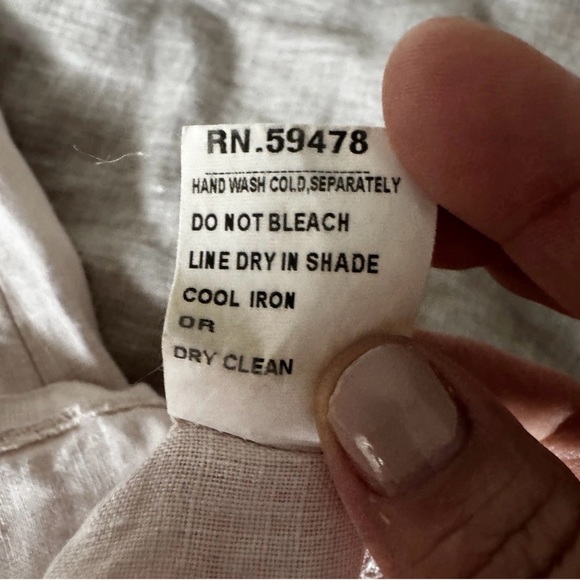 RN.59478
HAND WASH COLD,SEPARATELY
DO NOT BLEACH
LINE DRY IN SHADE
COOL IRON
OR
DRY CLEAN